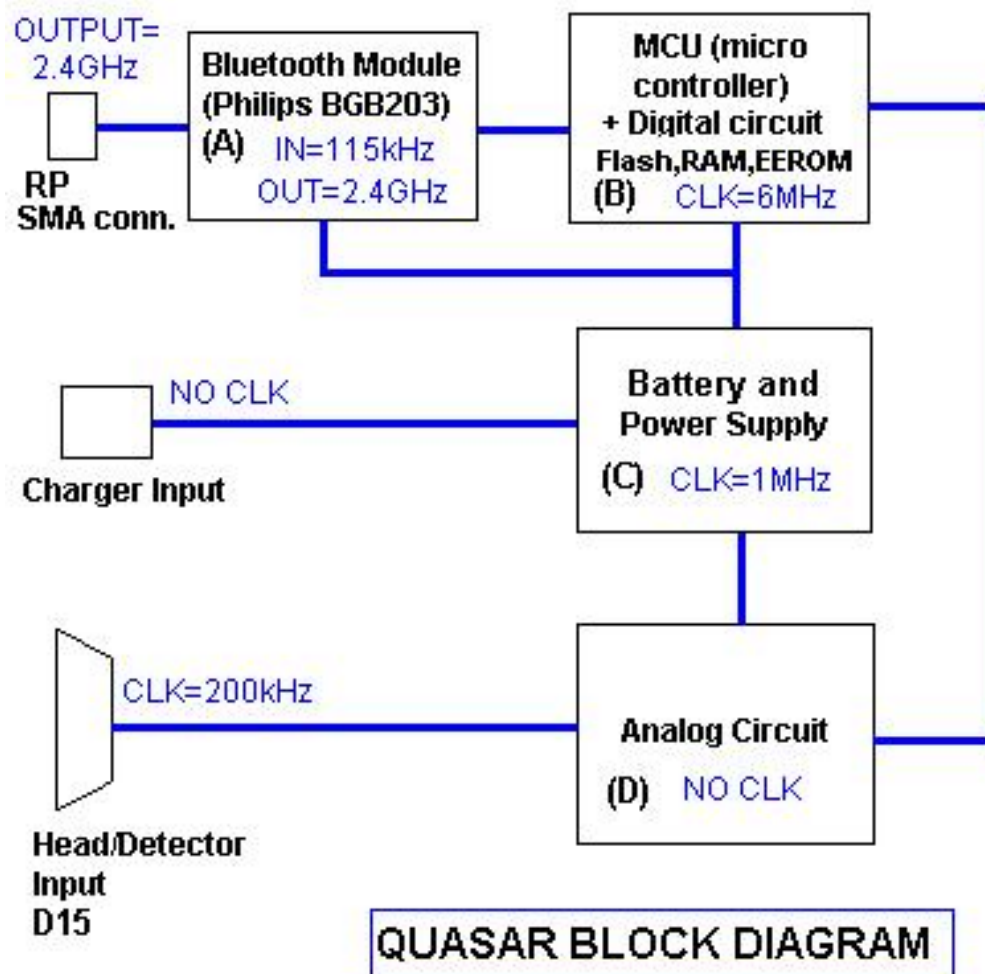 OUTPUT=
2.4GHz
RP
SMA conn.
Bluetooth Module
(Philips BGB203)
(A) IN=115kHz
OUT=2.4GHz
MCU (micro
controller)
+ Digital circuit
Flash,RAM,EEROM
(B) CLK=6MHz
NO CLK
Charger Input
Battery and
Power Supply
(C) CLK=1MHz
CLK=200kHz
Head/Detector
Input
D15
Analog Circuit
(D) NO CLK
QUASAR BLOCK DIAGRAM